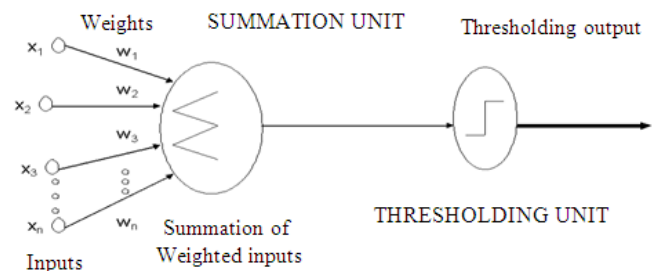 Weights
SUMMATION UNIT
Thresholding output
x1
w1
x2
w2
x3
w3
xn
wn
Summation of
Weighted inputs
THRESHOLDING UNIT
Inputs